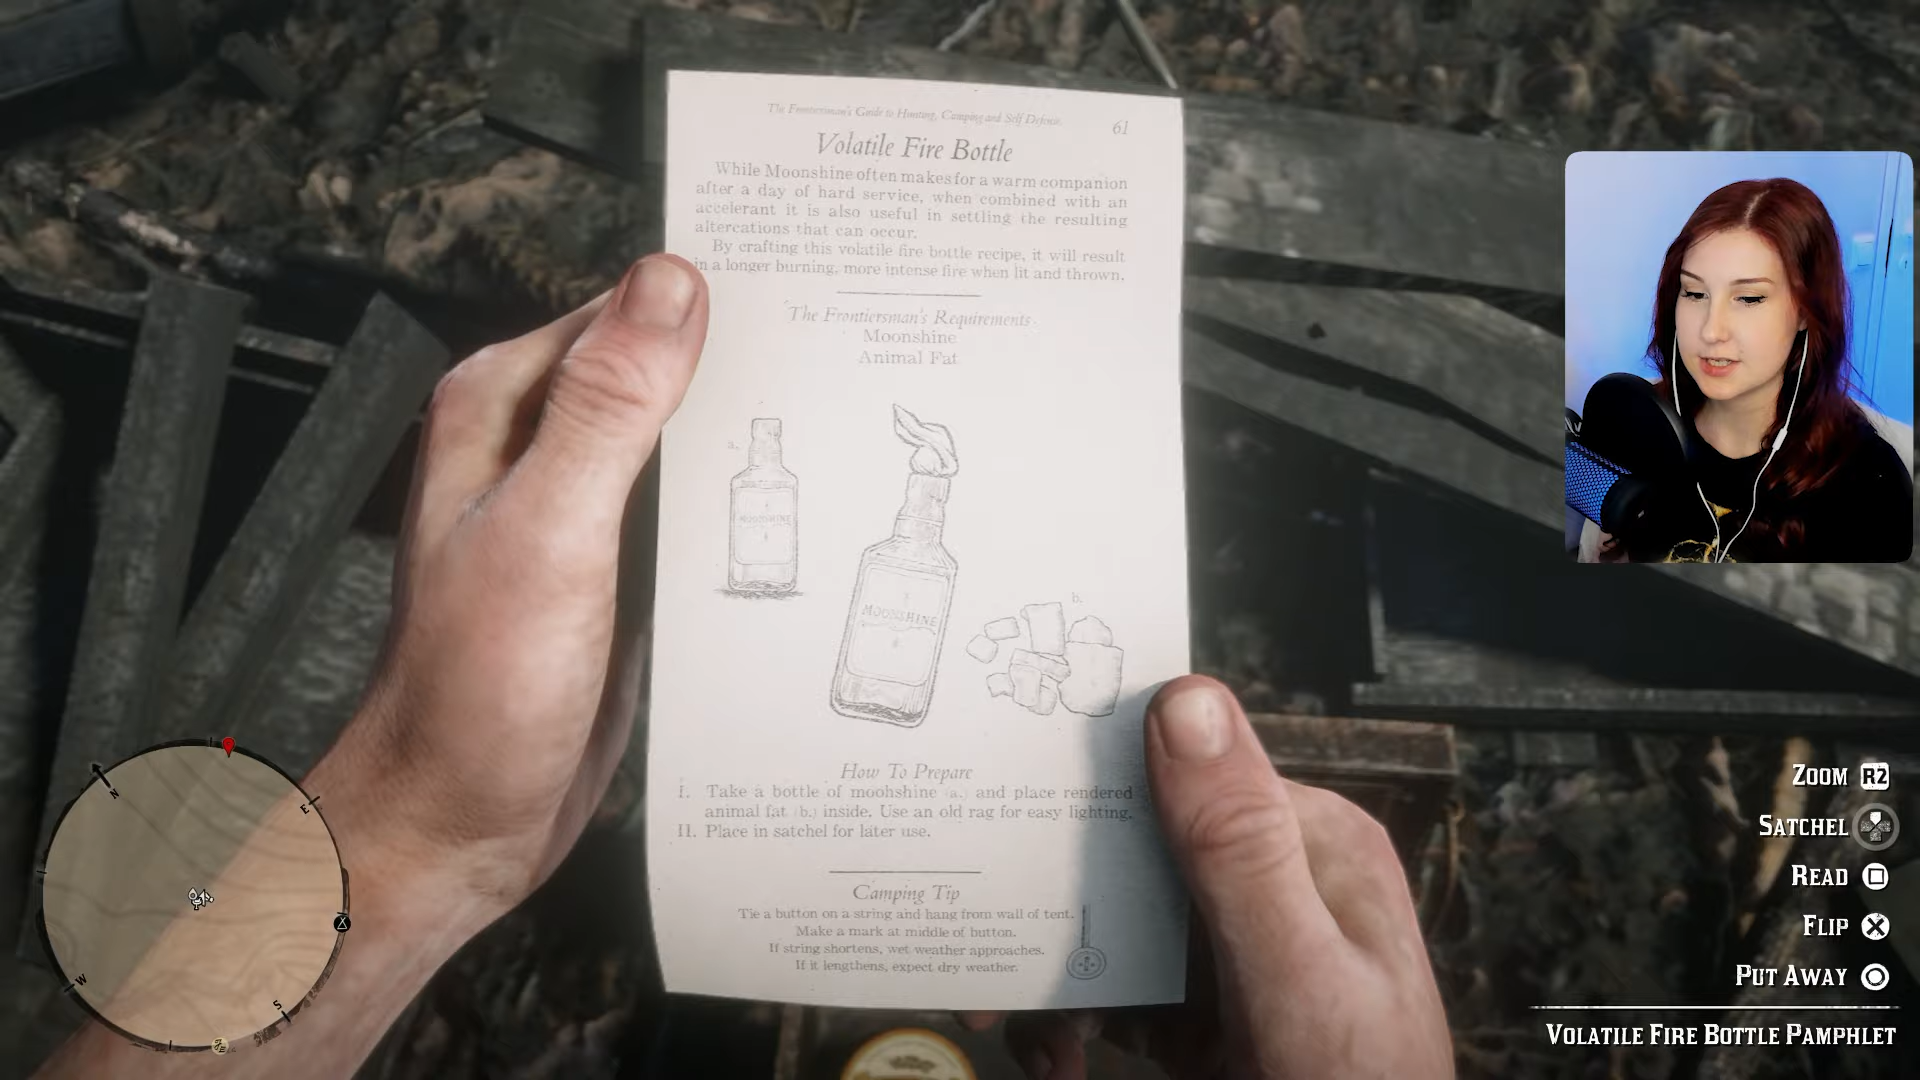 The Frontiersman's Guide to Hunting, Camping and Self Defense.
61
Volatile Fire Bottle
While Moonshine often makes for a warm companion
after a day of hard service, when combined with an
accelerant it is also useful in settling the resulting
altercations that can occur.
By crafting this volatile fire bottle recipe, it will result
in a longer burning, more intense fire when lit and thrown.
The Frontiersman's Requirements
Moonshine
Animal Fat
a.
MOONSHINE
MOONSHINE
b.
How To Prepare
I. Take a bottle of moonshine (a.) and place rendered
animal fat (b.) inside. Use an old rag for easy lighting.
II. Place in satchel for later use.
Camping Tip
Tie a button on a string and hang from wall of tent.
Make a mark at middle of button.
If string shortens, wet weather approaches.
If it lengthens, expect dry weather.
N
E
W
S
ZOOM R2
SATCHEL
READ
FLIP
PUT AWAY
VOLATILE FIRE BOTTLE PAMPHLET